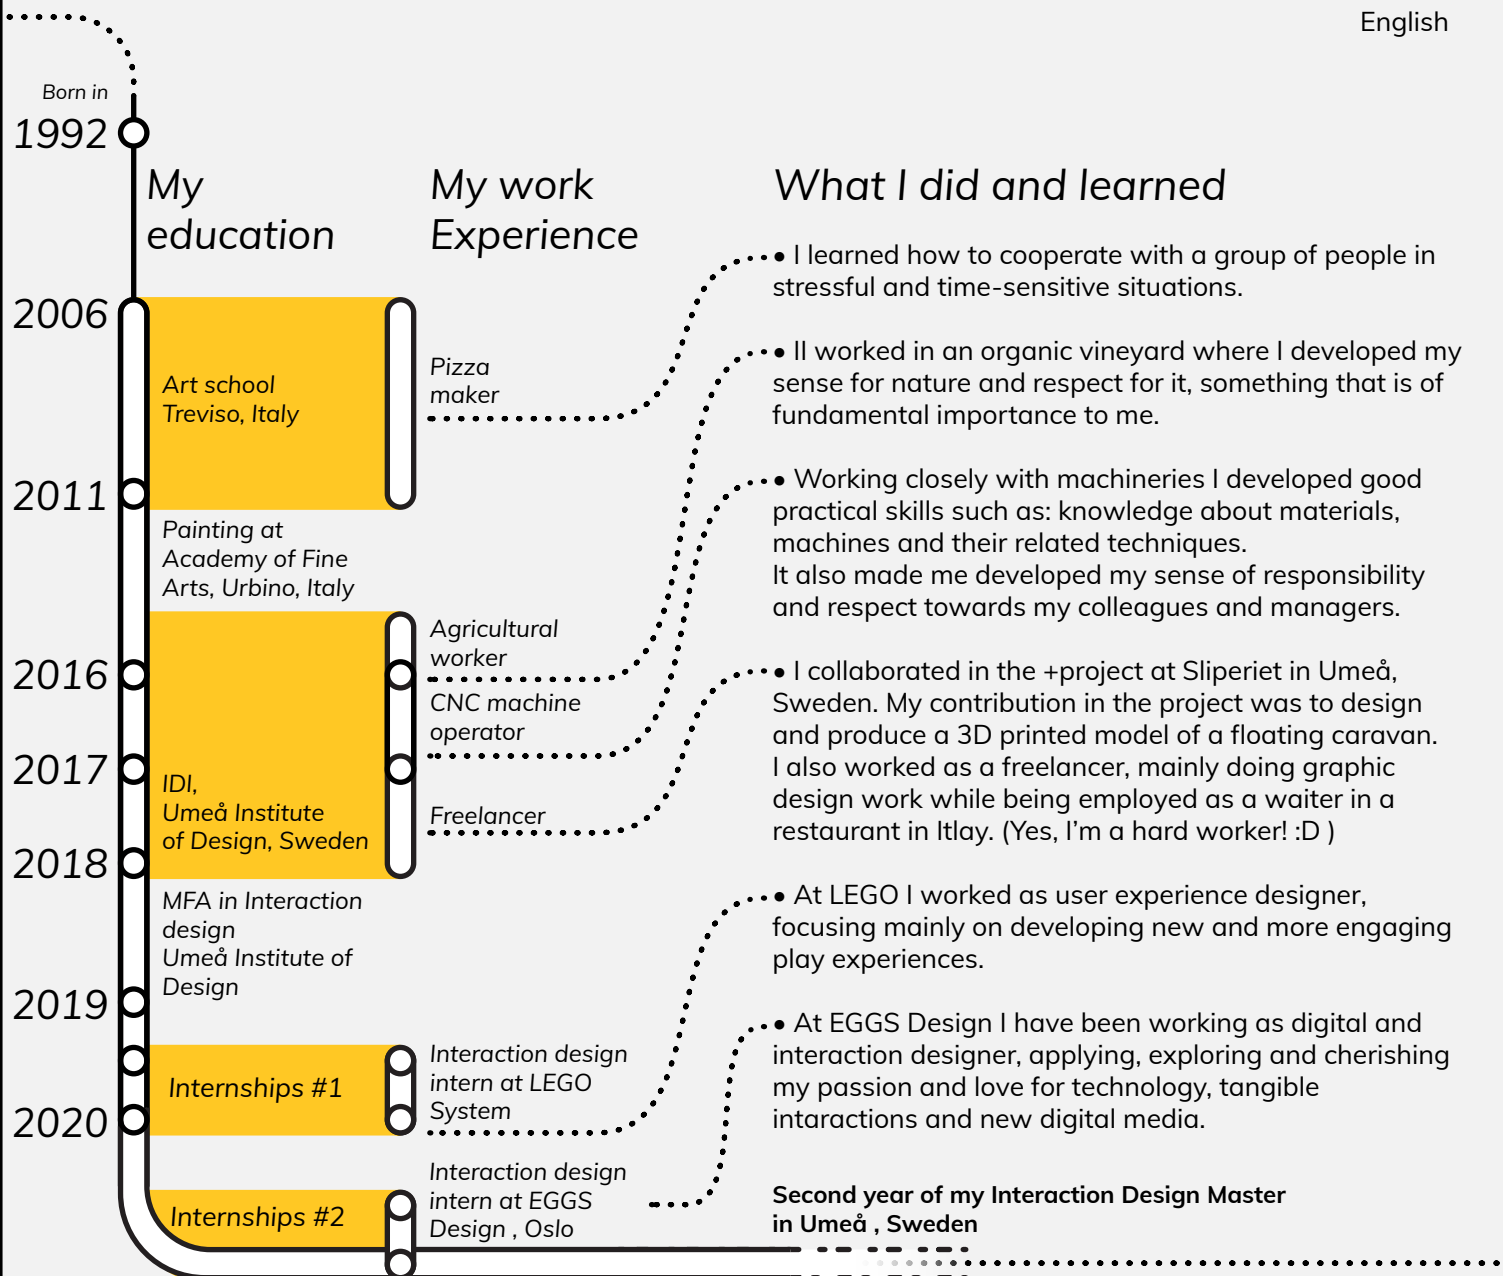 English
Born in
1992
My
education
My work
Experience
What I did and learned
2006
Art school
Treviso, Italy
2011
Painting at
Academy of Fine
Arts, Urbino, Italy
2016
2017
IDI,
Umeå Institute
of Design, Sweden
2018
MFA in Interaction
design
Umeå Institute of
Design
2019
Internships #1
2020
Internships #2
Pizza
maker
Agricultural
worker
CNC machine
operator
Freelancer
Interaction design
intern at LEGO
System
Interaction design
intern at EGGS
Design , Oslo
• I learned how to cooperate with a group of people in
stressful and time-sensitive situations.
• II worked in an organic vineyard where I developed my
sense for nature and respect for it, something that is of
fundamental importance to me.
• Working closely with machineries I developed good
practical skills such as: knowledge about materials,
machines and their related techniques.
It also made me developed my sense of responsibility
and respect towards my colleagues and managers.
• I collaborated in the +project at Sliperiet in Umeå,
Sweden. My contribution in the project was to design
and produce a 3D printed model of a floating caravan.
I also worked as a freelancer, mainly doing graphic
design work while being employed as a waiter in a
restaurant in Itlay. (Yes, I'm a hard worker! :D )
• At LEGO I worked as user experience designer,
focusing mainly on developing new and more engaging
play experiences.
• At EGGS Design I have been working as digital and
interaction designer, applying, exploring and cherishing
my passion and love for technology, tangible
intaractions and new digital media.
Second year of my Interaction Design Master
in Umeå , Sweden